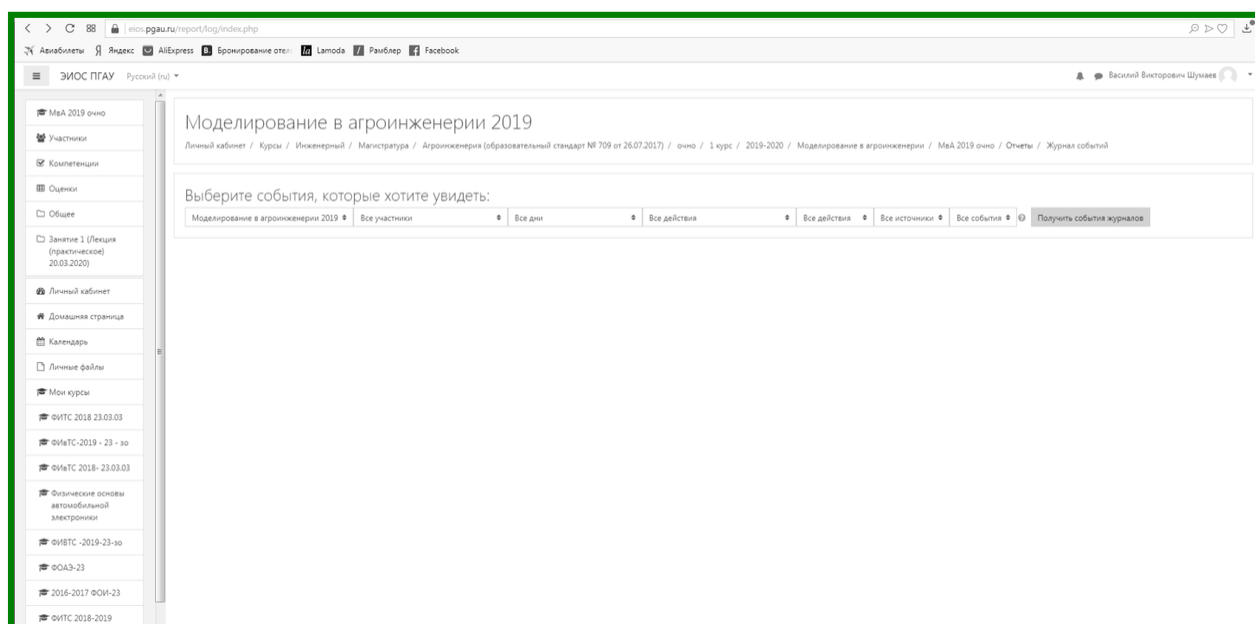 eios.pgau.ru/report/log/index.php
Авиабилеты Яндекс AliExpress Бронирование отел Lamoda Рамблер Facebook
ЭИОС ПГАУ Русский (ru)
Василий Викторович Шумаев
МвА 2019 очно
Участники
Компетенции
Оценки
Общее
Занятие 1 (Лекция
(практическое)
20.03.2020)
Личный кабинет
Домашняя страница
Календарь
Личные файлы
Мои курсы
ФИТС 2018 23.03.03
ФИвТС-2019 - 23 - зо
ФИвТС 2018- 23.03.03
Физические основы
автомобильной
электроники
ФИВТС -2019-23-зо
ФОАЭ-23
2016-2017 ФОИ-23
ФИТС 2018-2019
Моделирование в агроинженерии 2019
Личный кабинет / Курсы / Инженерный / Магистратура / Агроинженерия (образовательный стандарт № 709 от 26.07.2017) / очно / 1 курс / 2019-2020 / Моделирование в агроинженерии / МвА 2019 очно / Отчеты / Журнал событий
Выберите события, которые хотите увидеть:
Моделирование в агроинженерии 2019 Все участники Все дни Все действия Все действия Все источники Все события Получить события журналов